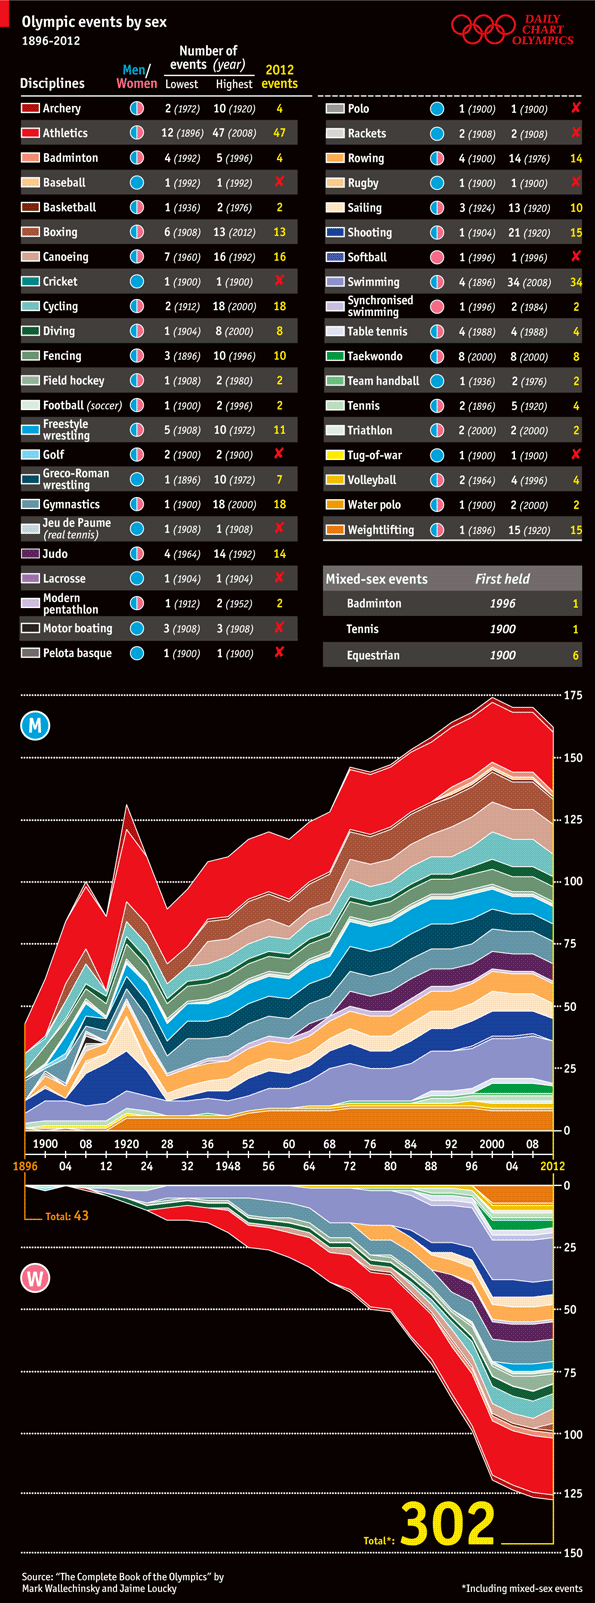 Olympic events by sex
1896-2012
DAILY
CHART
OLYMPICS
Disciplines
Men/
Women
Number of
events (year)
Lowest Highest
2012
events
Archery 2 (1972) 10 (1920) 4
Athletics 12 (1896) 47 (2008) 47
Badminton 4 (1992) 5 (1996) 4
Baseball 1 (1992) 1 (1992) ✘
Basketball 1 (1936) 2 (1976) 2
Boxing 6 (1908) 13 (2012) 13
Canoeing 7 (1960) 16 (1992) 16
Cricket 1 (1900) 1 (1900) ✘
Cycling 2 (1912) 18 (2000) 18
Diving 1 (1904) 8 (2000) 8
Fencing 3 (1896) 10 (1996) 10
Field hockey 1 (1908) 2 (1980) 2
Football (soccer) 1 (1900) 2 (1996) 2
Freestyle
wrestling 5 (1908) 10 (1972) 11
Golf 2 (1900) 2 (1900) ✘
Greco-Roman
wrestling 1 (1896) 10 (1972) 7
Gymnastics 1 (1900) 18 (2000) 18
Jeu de Paume
(real tennis) 1 (1908) 1 (1908) ✘
Judo 4 (1964) 14 (1992) 14
Lacrosse 1 (1904) 1 (1904) ✘
Modern
pentathlon 1 (1912) 2 (1952) 2
Motor boating 3 (1908) 3 (1908) ✘
Pelota basque 1 (1900) 1 (1900) ✘
Polo 1 (1900) 1 (1900) ✘
Rackets 2 (1908) 2 (1908) ✘
Rowing 4 (1900) 14 (1976) 14
Rugby 1 (1900) 1 (1900) ✘
Sailing 3 (1924) 13 (1920) 10
Shooting 1 (1904) 21 (1920) 15
Softball 1 (1996) 1 (1996) ✘
Swimming 4 (1896) 34 (2008) 34
Synchronised
swimming 1 (1996) 2 (1984) 2
Table tennis 4 (1988) 4 (1988) 4
Taekwondo 8 (2000) 8 (2000) 8
Team handball 1 (1936) 2 (1976) 2
Tennis 2 (1896) 5 (1920) 4
Triathlon 2 (2000) 2 (2000) 2
Tug-of-war 1 (1900) 1 (1900) ✘
Volleyball 2 (1964) 4 (1996) 4
Water polo 1 (1900) 2 (2000) 2
Weightlifting 1 (1896) 15 (1920) 15
Mixed-sex events First held
Badminton 1996 1
Tennis 1900 1
Equestrian 1900 6
M
175
150
125
100
75
50
25
0
1900 08 1920 28 36 1948 52 60 68 76 84 92 2000 08
1896 04 12 24 32 1948 56 64 72 80 88 96 04 2012
0
Total: 43
25
W
50
75
100
125
Total*: 302
150
Source: "The Complete Book of the Olympics" by
Mark Wallechinsky and Jaime Loucky
*Including mixed-sex events